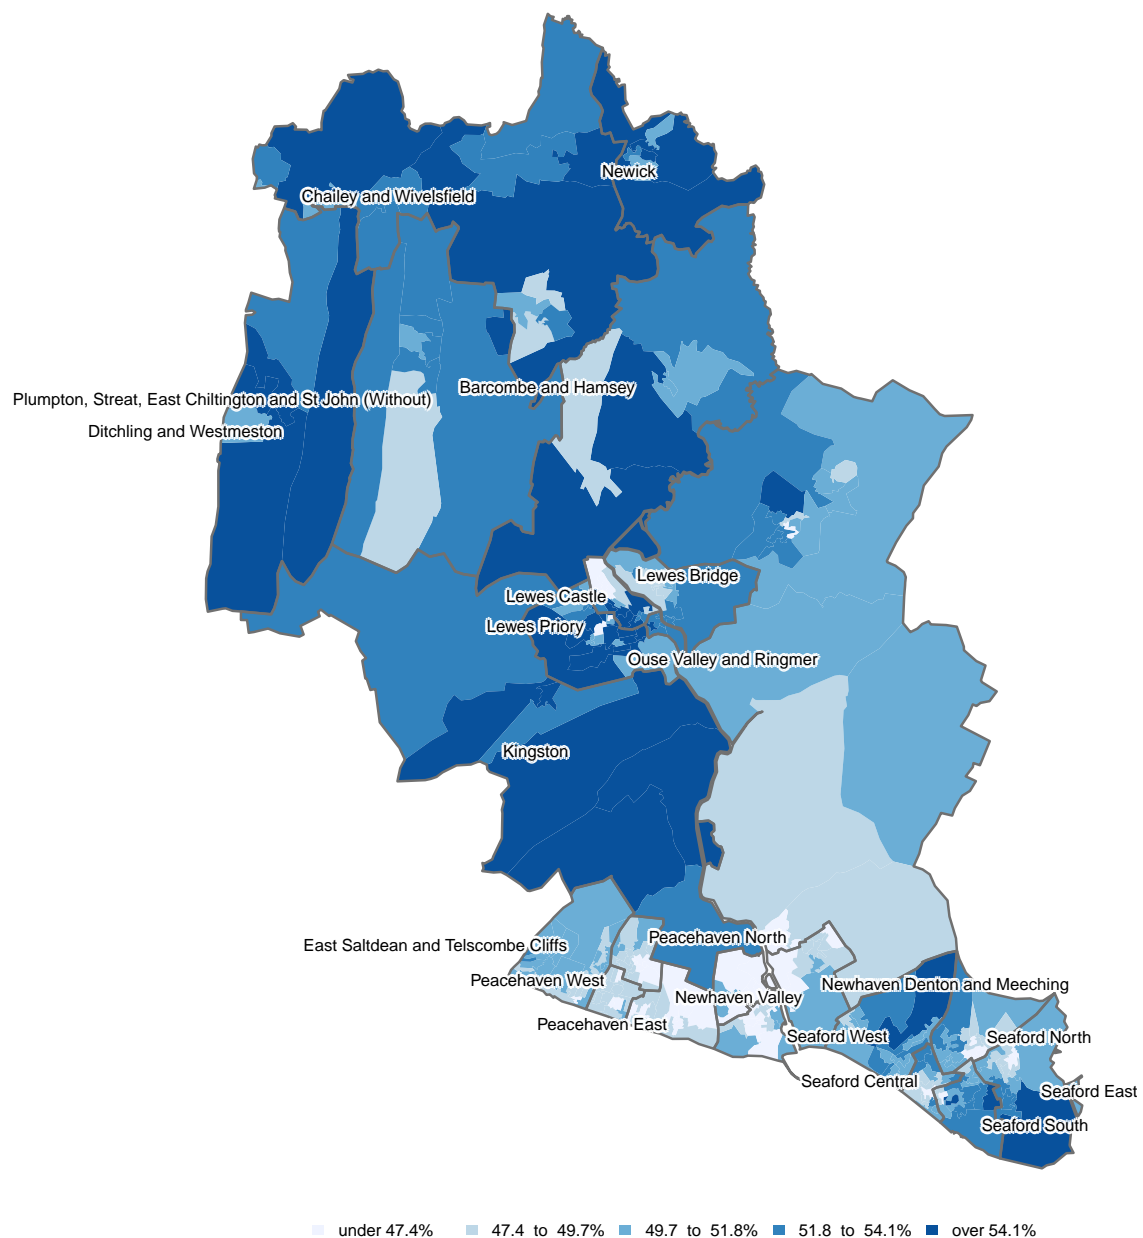 Newick
Chailey and Wivelsfield
Barcombe and Hamsey
Plumpton, Streat, East Chiltington and St John (Without)
Ditchling and Westmeston
Lewes Bridge
Lewes Castle
Lewes Priory
Ouse Valley and Ringmer
Kingston
Peacehaven North
East Saltdean and Telscombe Cliffs
Peacehaven West
Newhaven Denton and Meeching
Newhaven Valley
Peacehaven East
Seaford West
Seaford North
Seaford Central
Seaford East
Seaford South
under 47.4% 47.4 to 49.7% 49.7 to 51.8% 51.8 to 54.1% over 54.1%